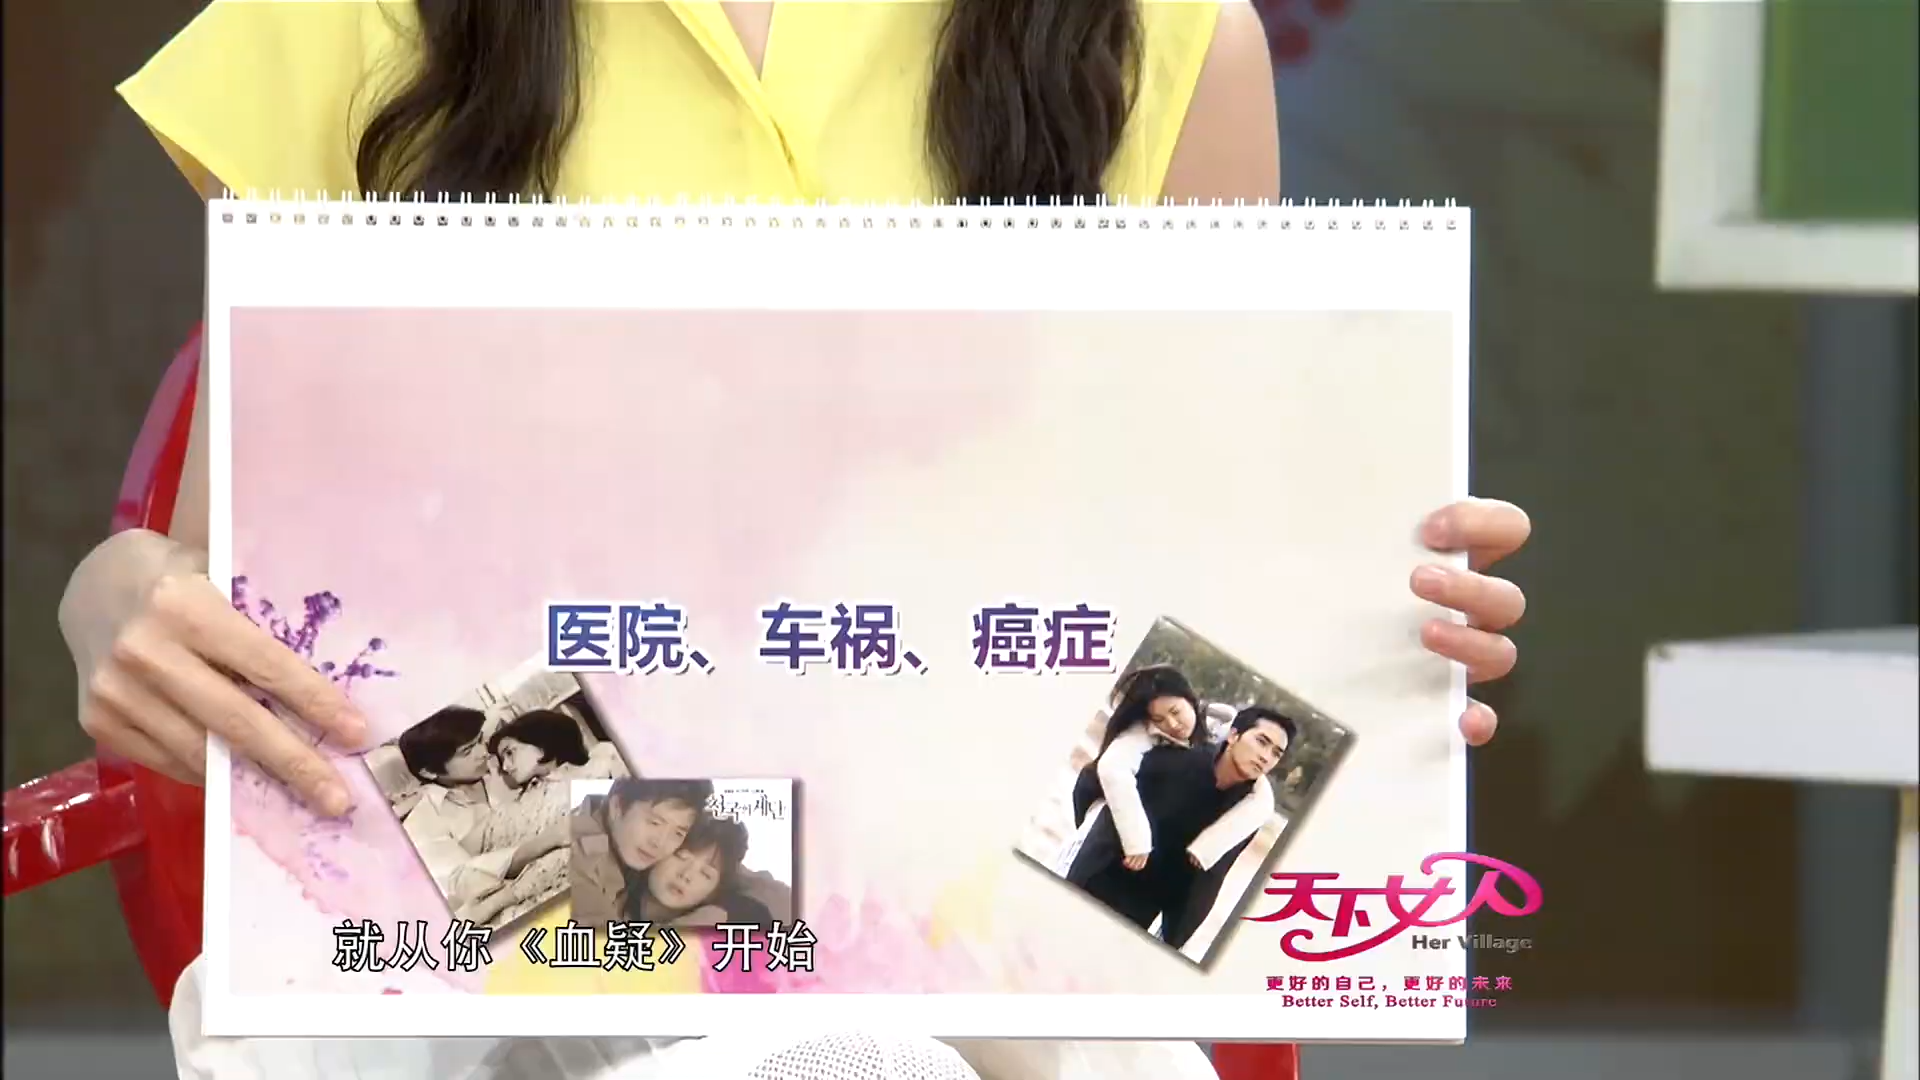 医院、车祸、癌症
천국의 계단
就从你《血疑》开始
天下女人
Her Village
更好的自己，更好的未来
Better Self, Better Future